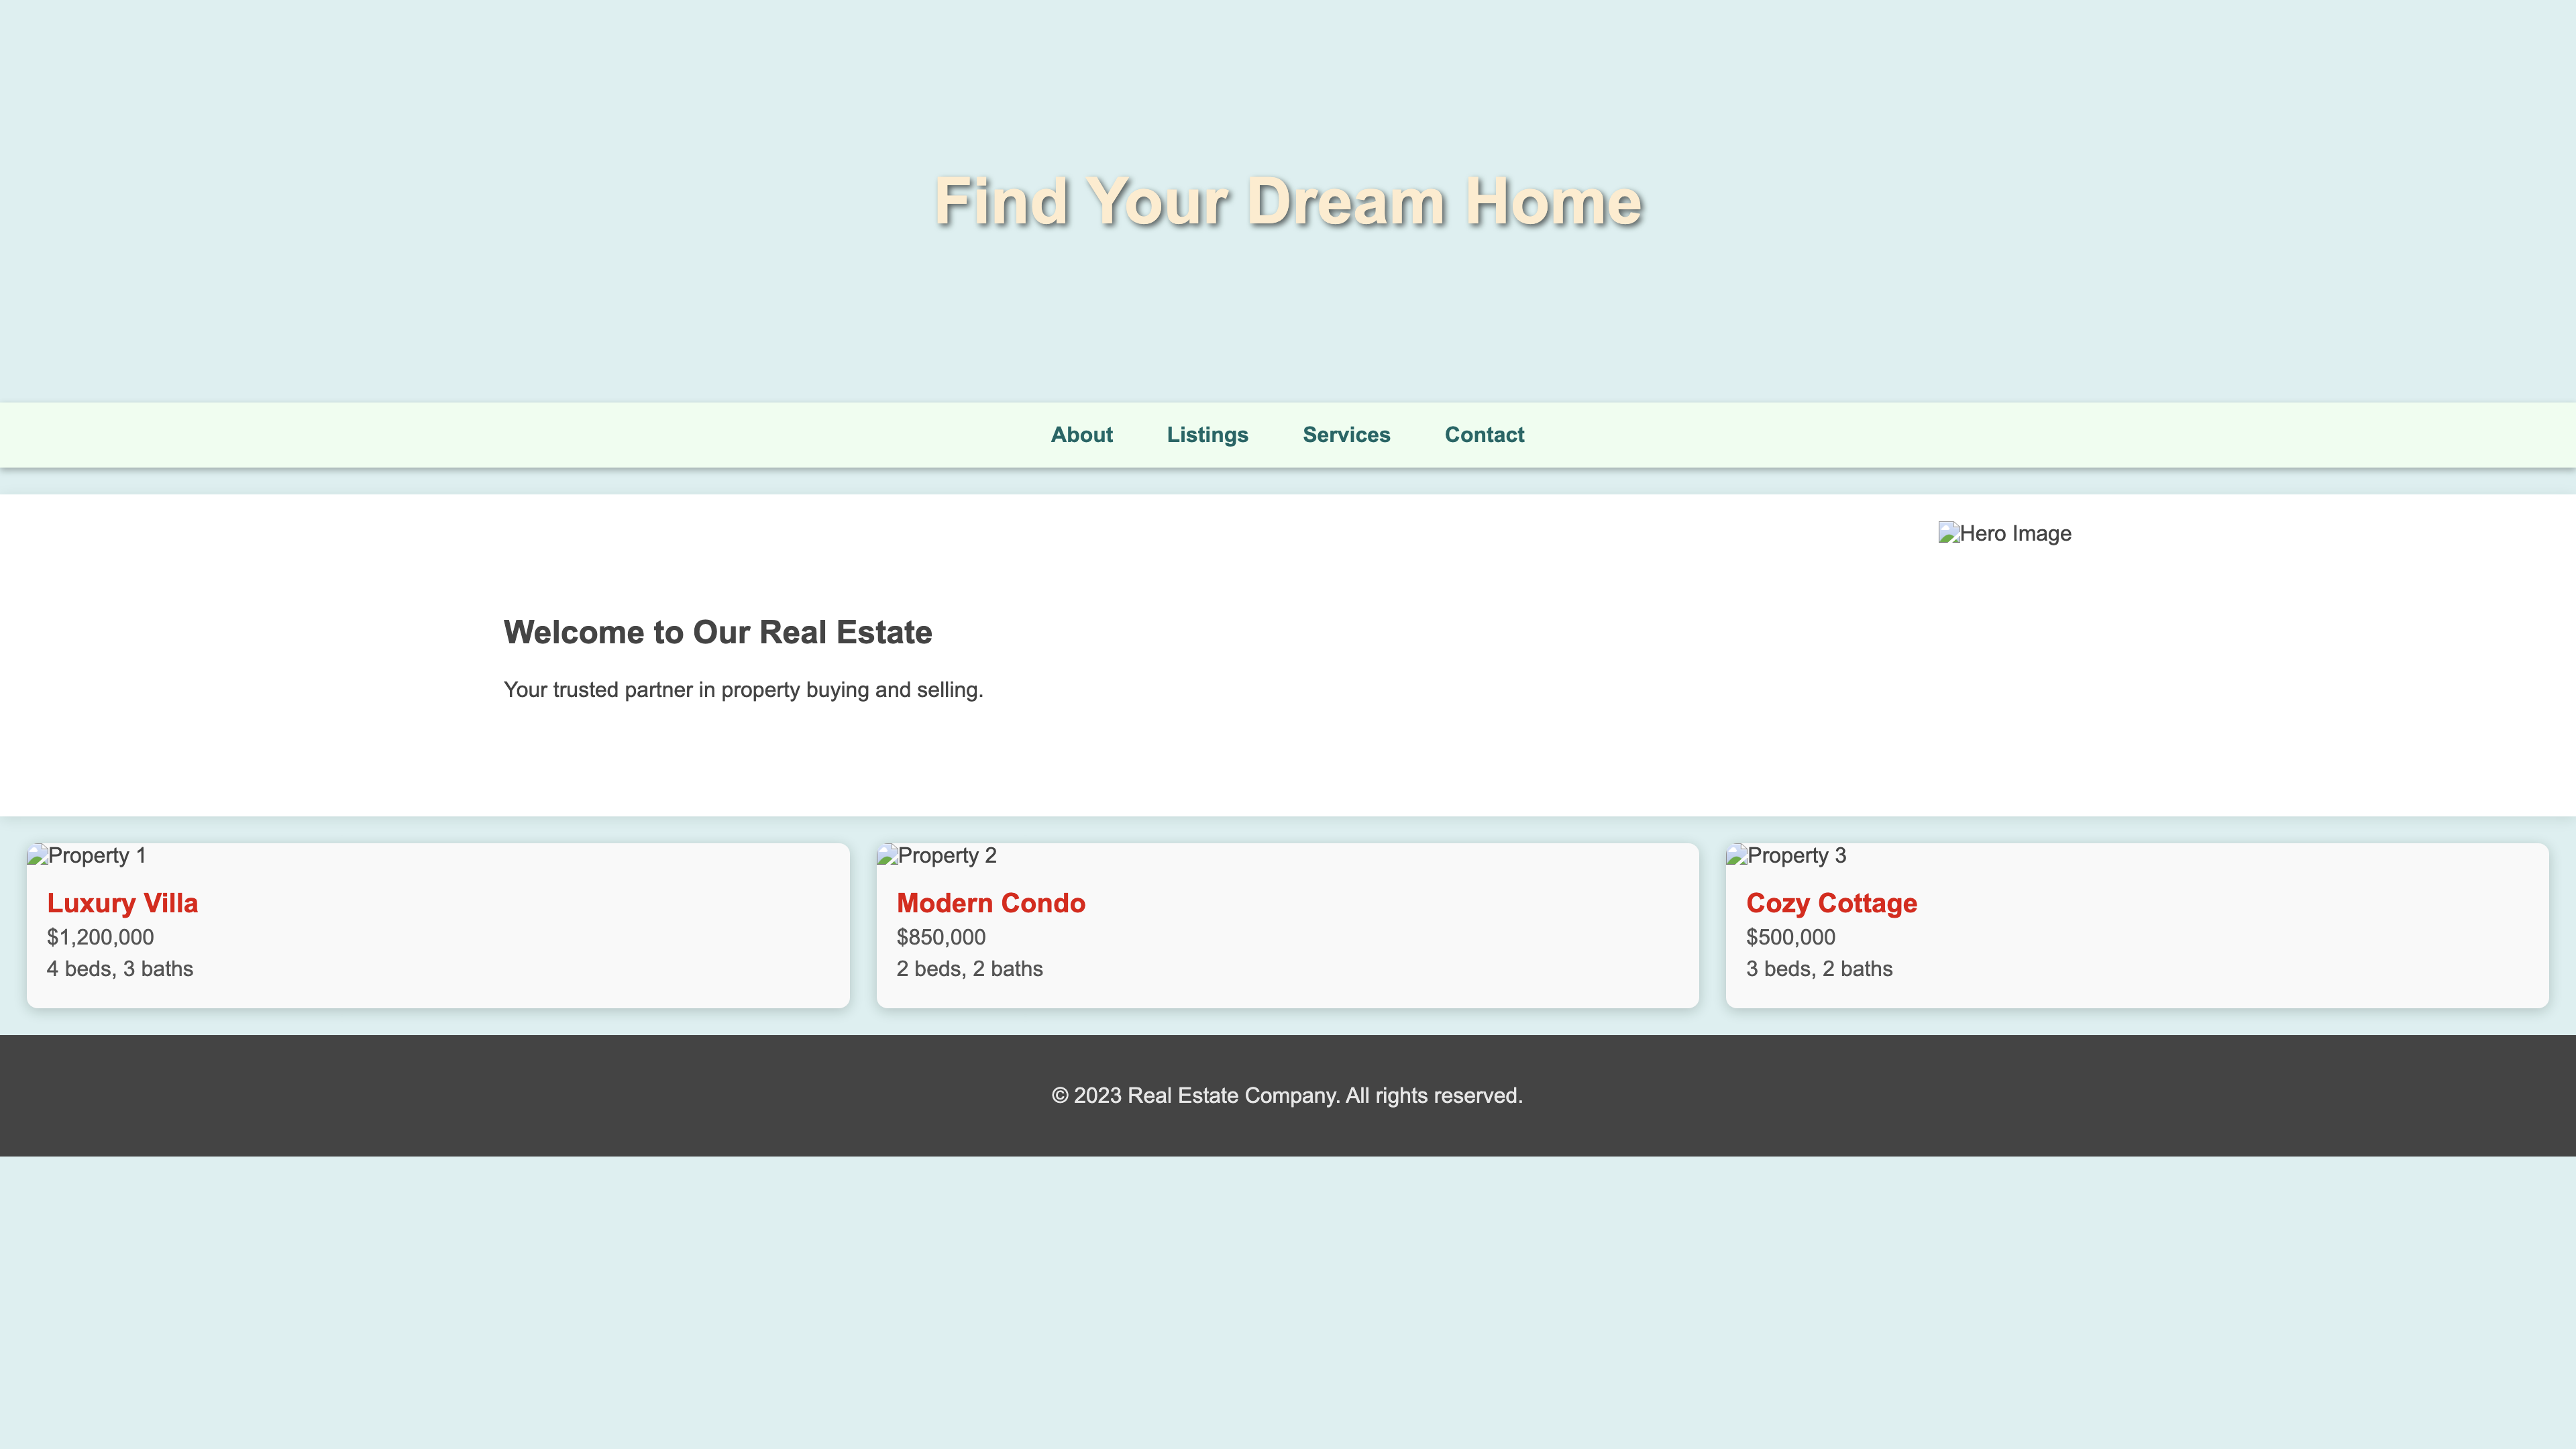 Find Your Dream Home
About Listings Services Contact
Hero Image
Welcome to Our Real Estate
Your trusted partner in property buying and selling.
Property 1
Luxury Villa
$1,200,000
4 beds, 3 baths
Property 2
Modern Condo
$850,000
2 beds, 2 baths
Property 3
Cozy Cottage
$500,000
3 beds, 2 baths
© 2023 Real Estate Company. All rights reserved.